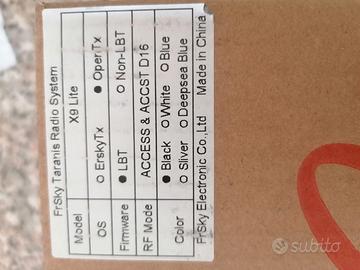 FrSky Taranis Radio System
Model X9 Lite
OS ○ ErskyTx ● OpenTx
Firmware ● LBT ○ Non-LBT
RF Mode ACCESS & ACCST D16
Color ● Black ○ White ○ Blue
○ Sliver ○ Deepsea Blue
FrSky Electronic Co.,Ltd Made in China
subito